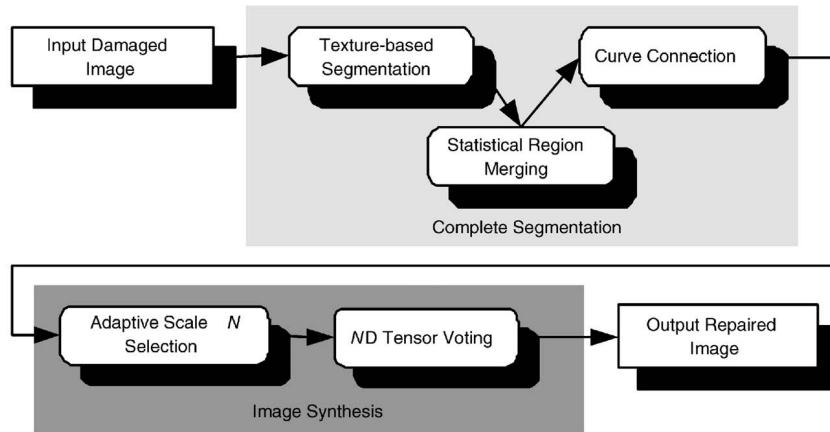 Input Damaged
Image
Texture-based
Segmentation
Curve Connection
Statistical Region
Merging
Complete Segmentation
Adaptive Scale N
Selection
ND Tensor Voting
Output Repaired
Image
Image Synthesis